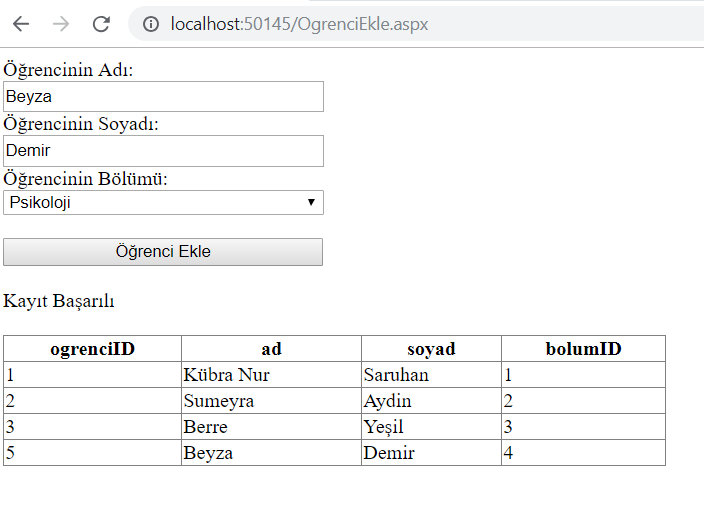 localhost:50145/OgrenciEkle.aspx
Öğrencinin Adı:
Beyza
Öğrencinin Soyadı:
Demir
Öğrencinin Bölümü:
Psikoloji
Öğrenci Ekle
Kayıt Başarılı
ogrenciID ad soyad bolumID
1 Kübra Nur Saruhan 1
2 Sumeyra Aydin 2
3 Berre Yeşil 3
5 Beyza Demir 4